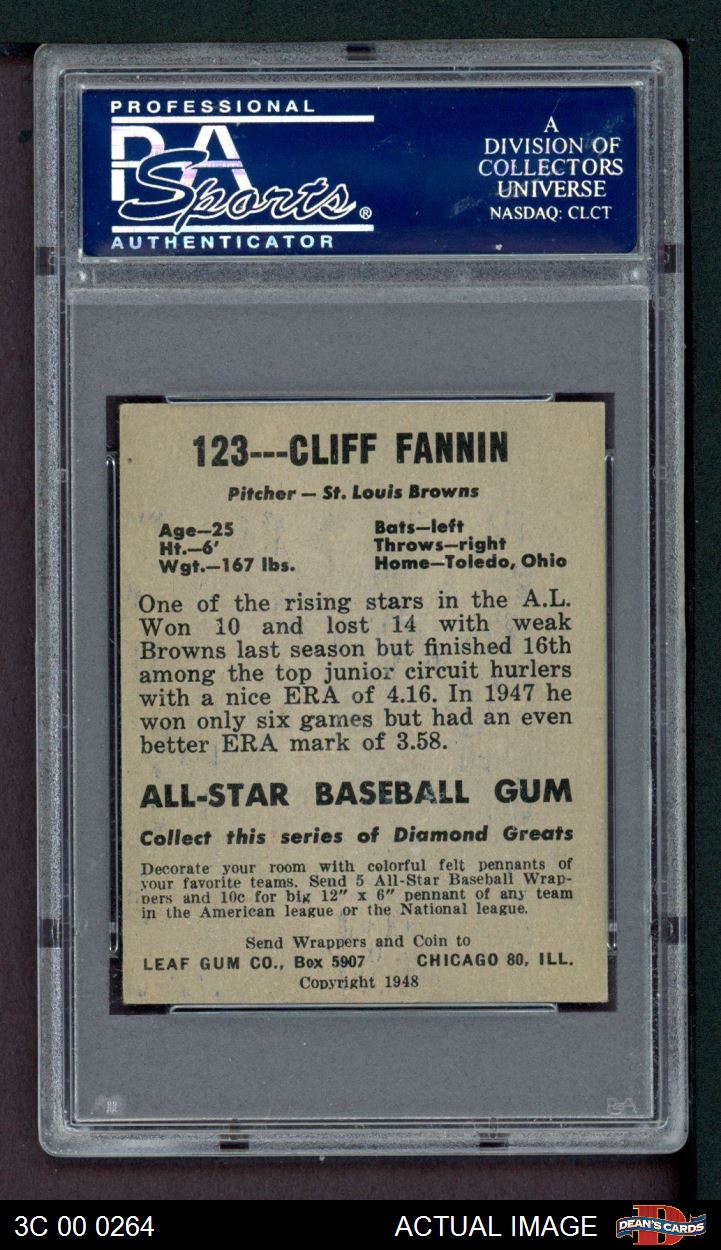 PROFESSIONAL
PSA
Sports®
AUTHENTICATOR
A
DIVISION OF
COLLECTORS
UNIVERSE
NASDAQ: CLCT
123---CLIFF FANNIN
Pitcher — St. Louis Browns
Age—25
Ht.—6'
Wgt.—167 lbs.
Bats—left
Throws—right
Home—Toledo, Ohio
One of the rising stars in the A.L.
Won 10 and lost 14 with weak
Browns last season but finished 16th
among the top junior circuit hurlers
with a nice ERA of 4.16. In 1947 he
won only six games but had an even
better ERA mark of 3.58.
ALL-STAR BASEBALL GUM
Collect this series of Diamond Greats
Decorate your room with colorful felt pennants of
your favorite teams. Send 5 All-Star Baseball Wrap-
pers and 10c for big 12" x 6" pennant of any team
in the American league or the National league.
Send Wrappers and Coin to
LEAF GUM CO., Box 5907 CHICAGO 80, ILL.
Copyright 1948
PSA
3C 00 0264
ACTUAL IMAGE
D
DEAN'S CARDS